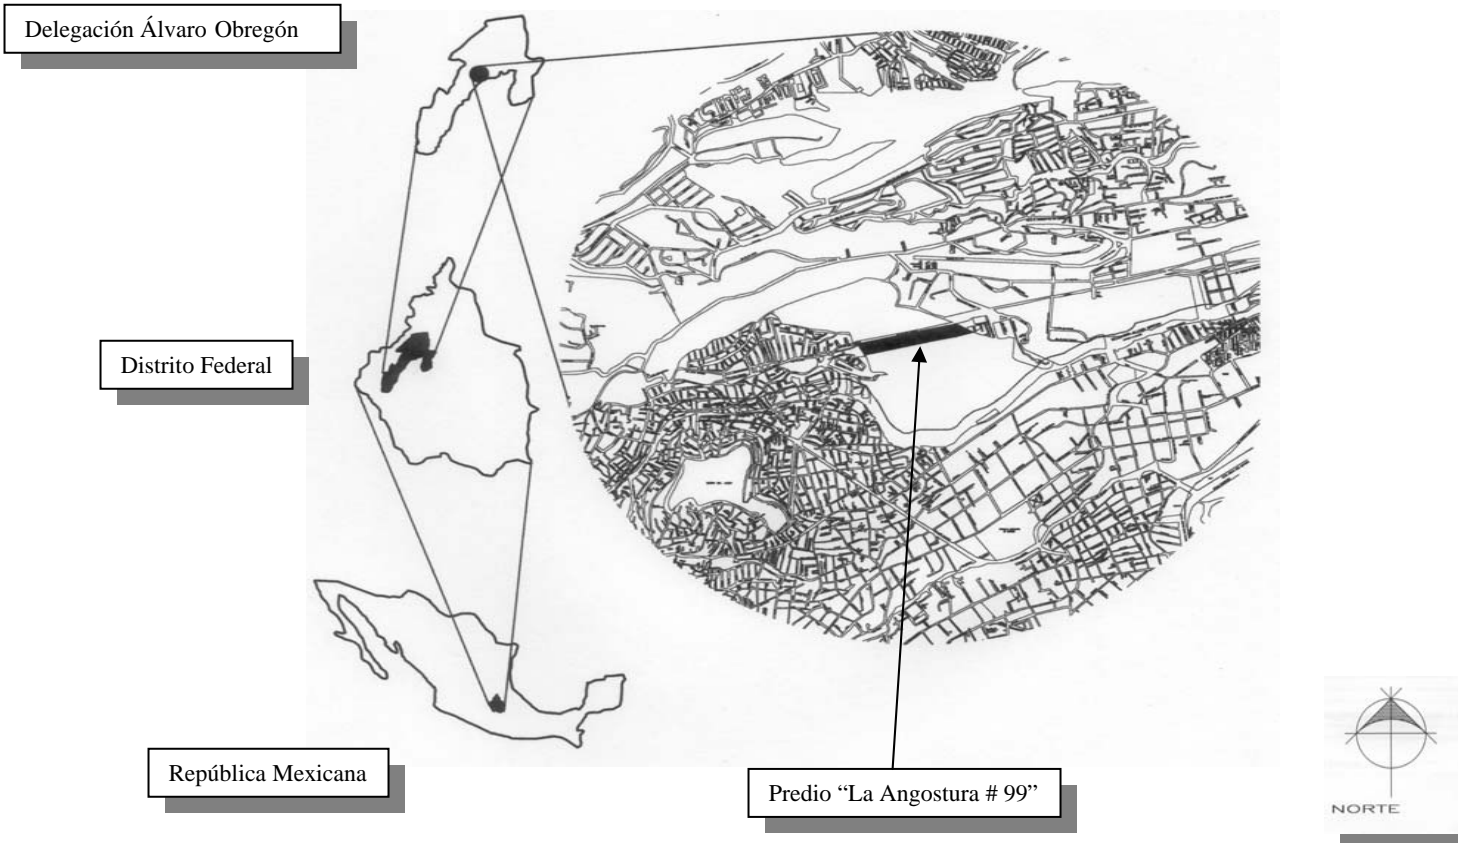 Delegación Álvaro Obregón
Distrito Federal
República Mexicana
Predio “La Angostura # 99”
NORTE